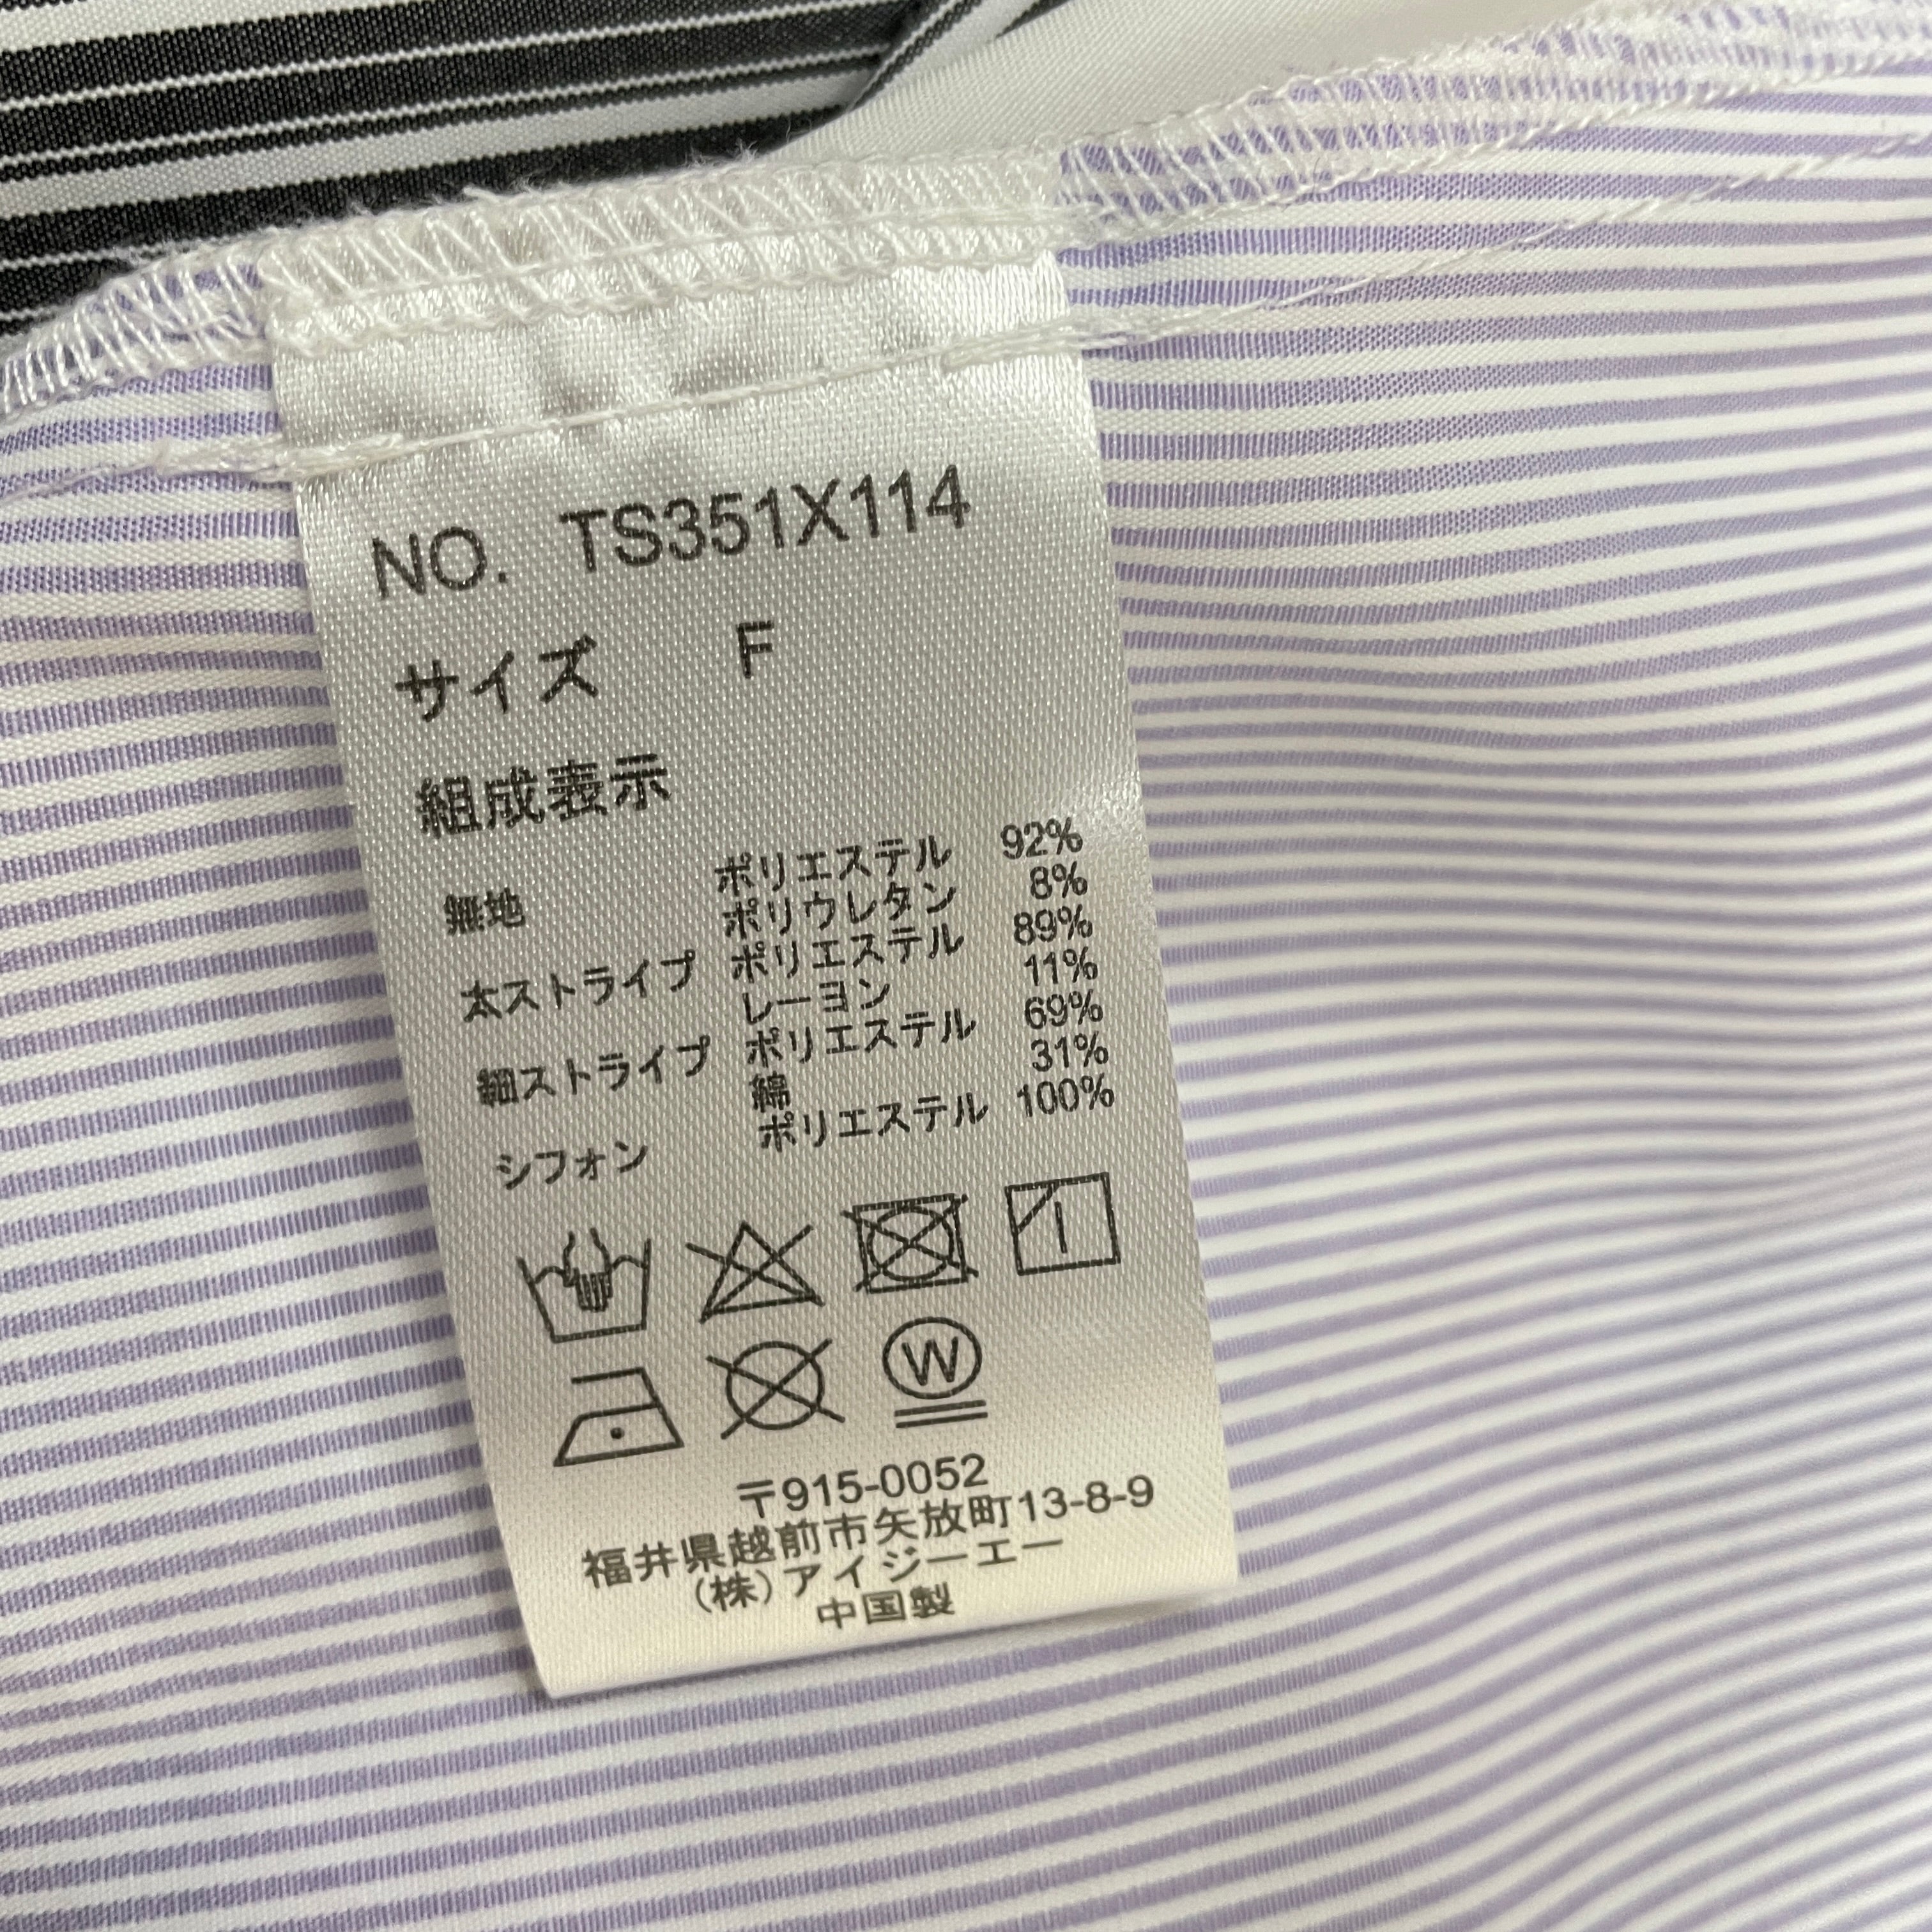 NO. TS351X114
サイズ F
組成表示
無地 ポリエステル 92%
ポリウレタン 8%
太ストライプ ポリエステル 89%
レーヨン 11%
細ストライプ ポリエステル 69%
綿 31%
シフォン ポリエステル 100%
W
〒915-0052
福井県越前市矢放町13-8-9
(株)アイジーエー
中国製